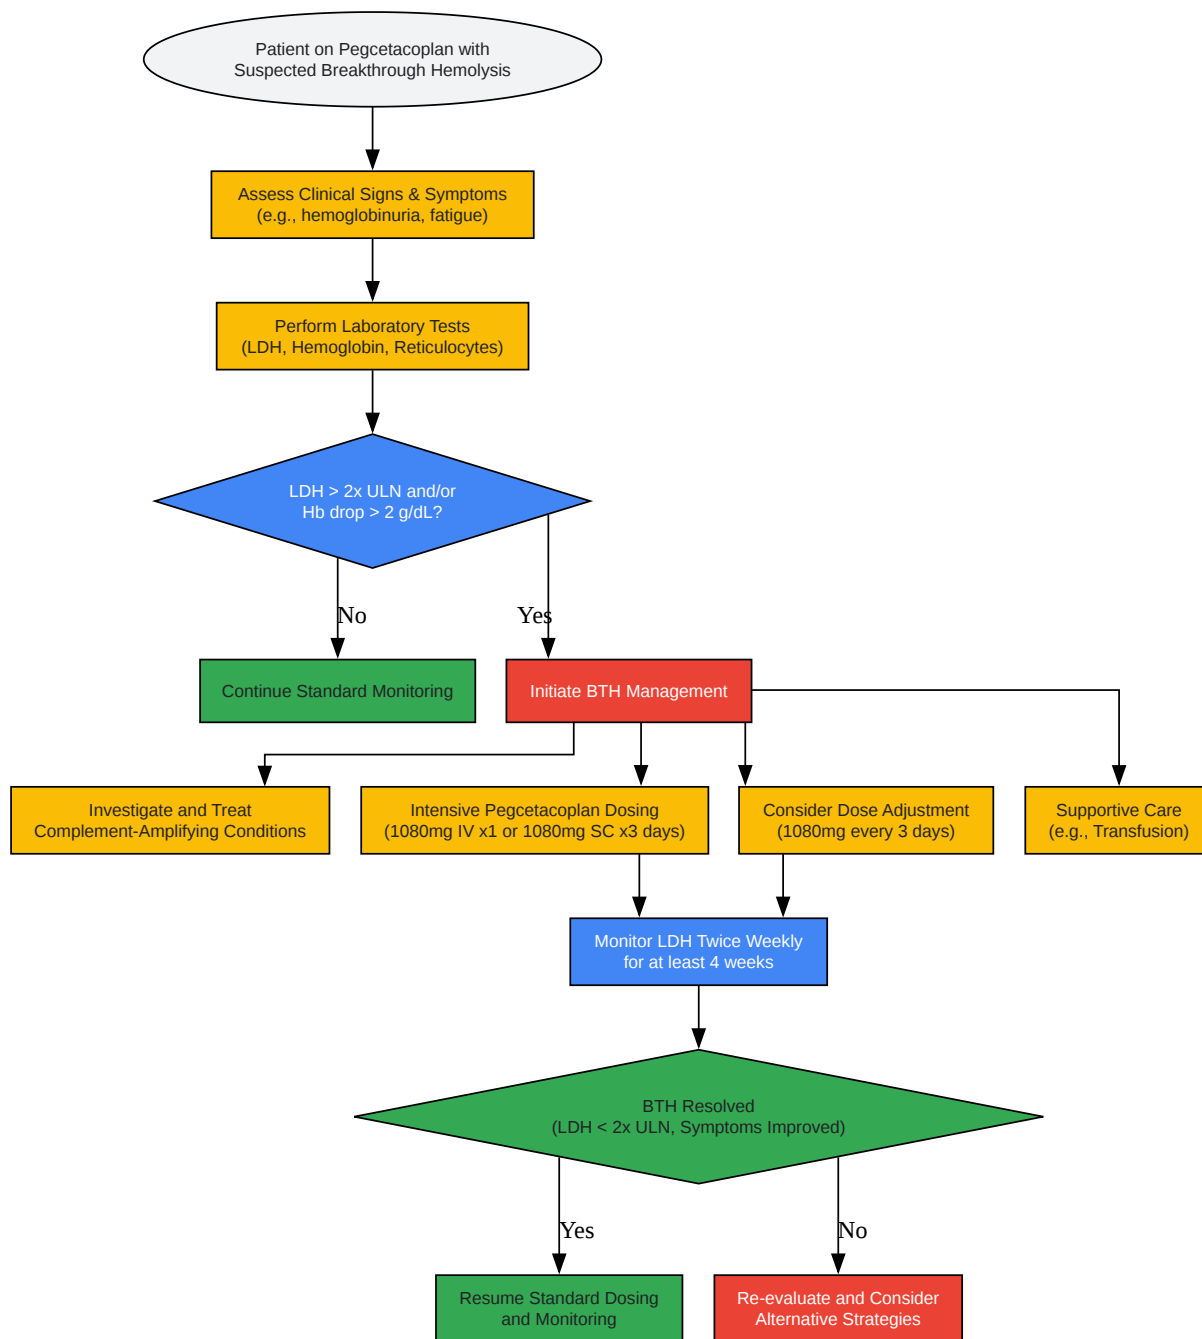 Patient on Pegcetacoplan with
Suspected Breakthrough Hemolysis
Assess Clinical Signs & Symptoms
(e.g., hemoglobinuria, fatigue)
Perform Laboratory Tests
(LDH, Hemoglobin, Reticulocytes)
LDH > 2x ULN and/or
Hb drop > 2 g/dL?
No
Yes
Continue Standard Monitoring
Initiate BTH Management
Investigate and Treat
Complement-Amplifying Conditions
Intensive Pegcetacoplan Dosing
(1080mg IV x1 or 1080mg SC x3 days)
Consider Dose Adjustment
(1080mg every 3 days)
Supportive Care
(e.g., Transfusion)
Monitor LDH Twice Weekly
for at least 4 weeks
BTH Resolved
(LDH < 2x ULN, Symptoms Improved)
Yes
No
Resume Standard Dosing
and Monitoring
Re-evaluate and Consider
Alternative Strategies